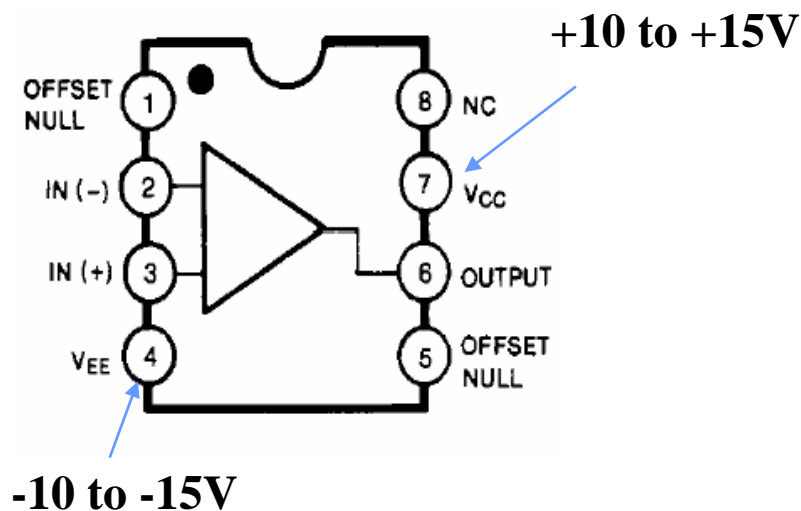 +10 to +15V
OFFSET
NULL
1
8
NC
IN (-)
2
7
VCC
IN (+)
3
6
OUTPUT
VEE
4
5
OFFSET
NULL
-10 to -15V